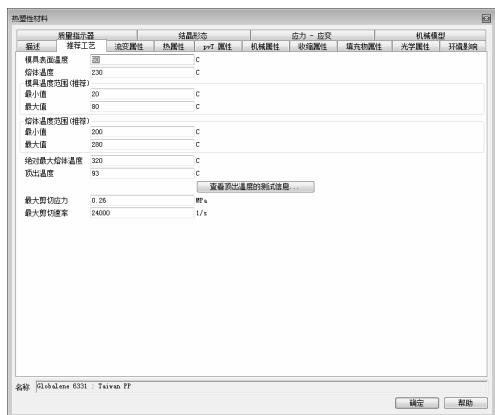 热塑性材料
质量指示器 结晶形态 应力 - 应变 机械模型
描述 推荐工艺 流变属性 热属性 pvT 属性 机械属性 收缩属性 填充物属性 光学属性 环境影响
模具表面温度 C
熔体温度 230 C
模具温度范围(推荐)
最小值 20 C
最大值 80 C
熔体温度范围(推荐)
最小值 200 C
最大值 280 C
绝对最大熔体温度 320 C
顶出温度 93 C
查看顶出温度的测试信息...
最大剪切应力 0.26 MPa
最大剪切速率 24000 1/s
名称 Globalene 6331 : Taiwan PP
确定 帮助